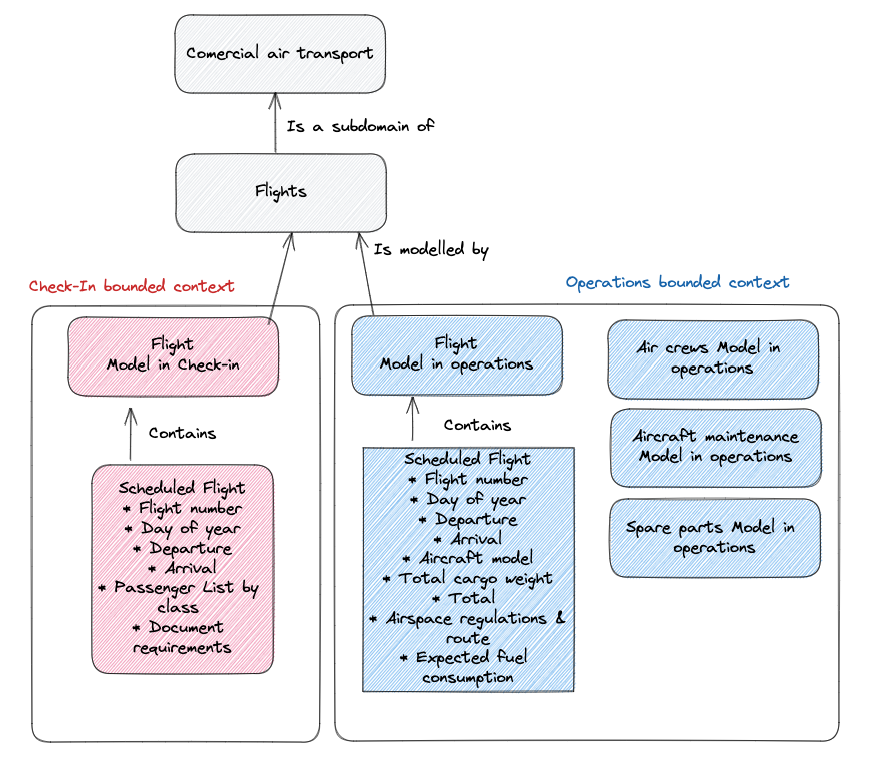 Comercial air transport
Is a subdomain of
Flights
Is modelled by
Check-In bounded context
Operations bounded context
Flight
Model in Check-in
Contains
Scheduled Flight
* Flight number
* Day of year
* Departure
* Arrival
* Passenger List by
class
* Document
requirements
Flight
Model in operations
Contains
Scheduled Flight
* Flight number
* Day of year
* Departure
* Arrival
* Aircraft model
* Total cargo weight
* Total
* Airspace regulations &
route
* Expected fuel
consumption
Air crews Model in
operations
Aircraft maintenance
Model in operations
Spare parts Model in
operations